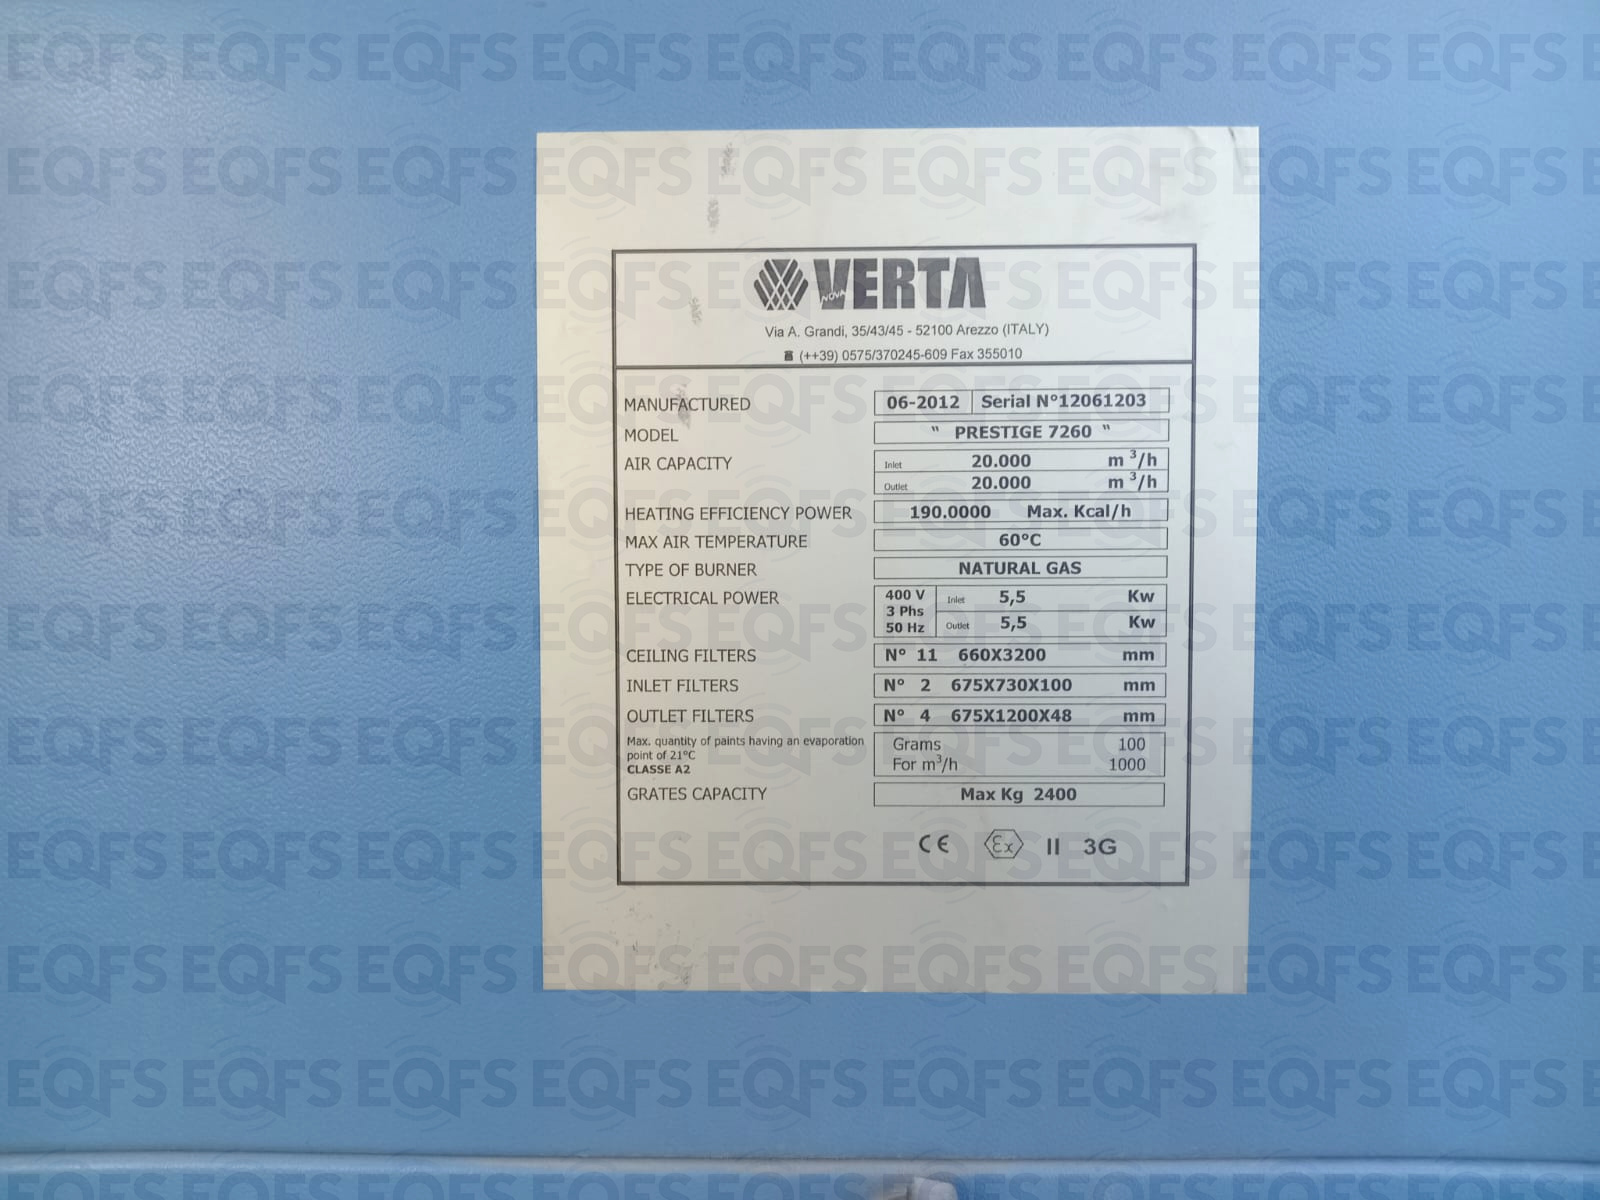 NOVA VERTA
Via A. Grandi, 35/43/45 - 52100 Arezzo (ITALY)
☎ (++39) 0575/370245-609 Fax 355010
MANUFACTURED 06-2012 Serial N°12061203
MODEL " PRESTIGE 7260 "
AIR CAPACITY Inlet 20.000 m³/h
Outlet 20.000 m³/h
HEATING EFFICIENCY POWER 190.0000 Max. Kcal/h
MAX AIR TEMPERATURE 60°C
TYPE OF BURNER NATURAL GAS
ELECTRICAL POWER 400 V 3 Phs 50 Hz Inlet 5,5 Kw
Outlet 5,5 Kw
CEILING FILTERS N° 11 660X3200 mm
INLET FILTERS N° 2 675X730X100 mm
OUTLET FILTERS N° 4 675X1200X48 mm
Max. quantity of paints having an evaporation
point of 21°C
CLASSE A2
Grams 100
For m³/h 1000
GRATES CAPACITY Max Kg 2400
CE Ex II 3G
EQFS